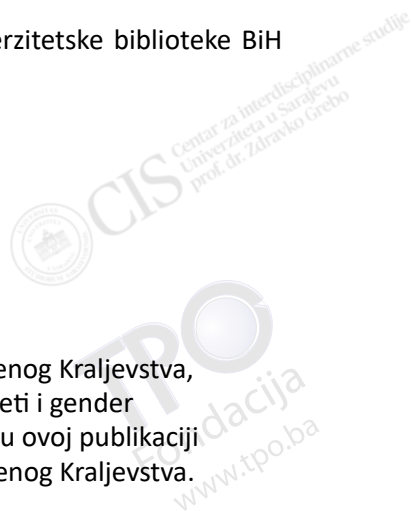 erzitetske biblioteke BiH
CIS Centar za interdisciplinarne studije
Univerziteta u Sarajevu
prof. dr. Zdravko Grebo
enog Kraljevstva,
eti i gender
u ovoj publikaciji
enog Kraljevstva.
TPO
Fondacija
www.tpo.ba